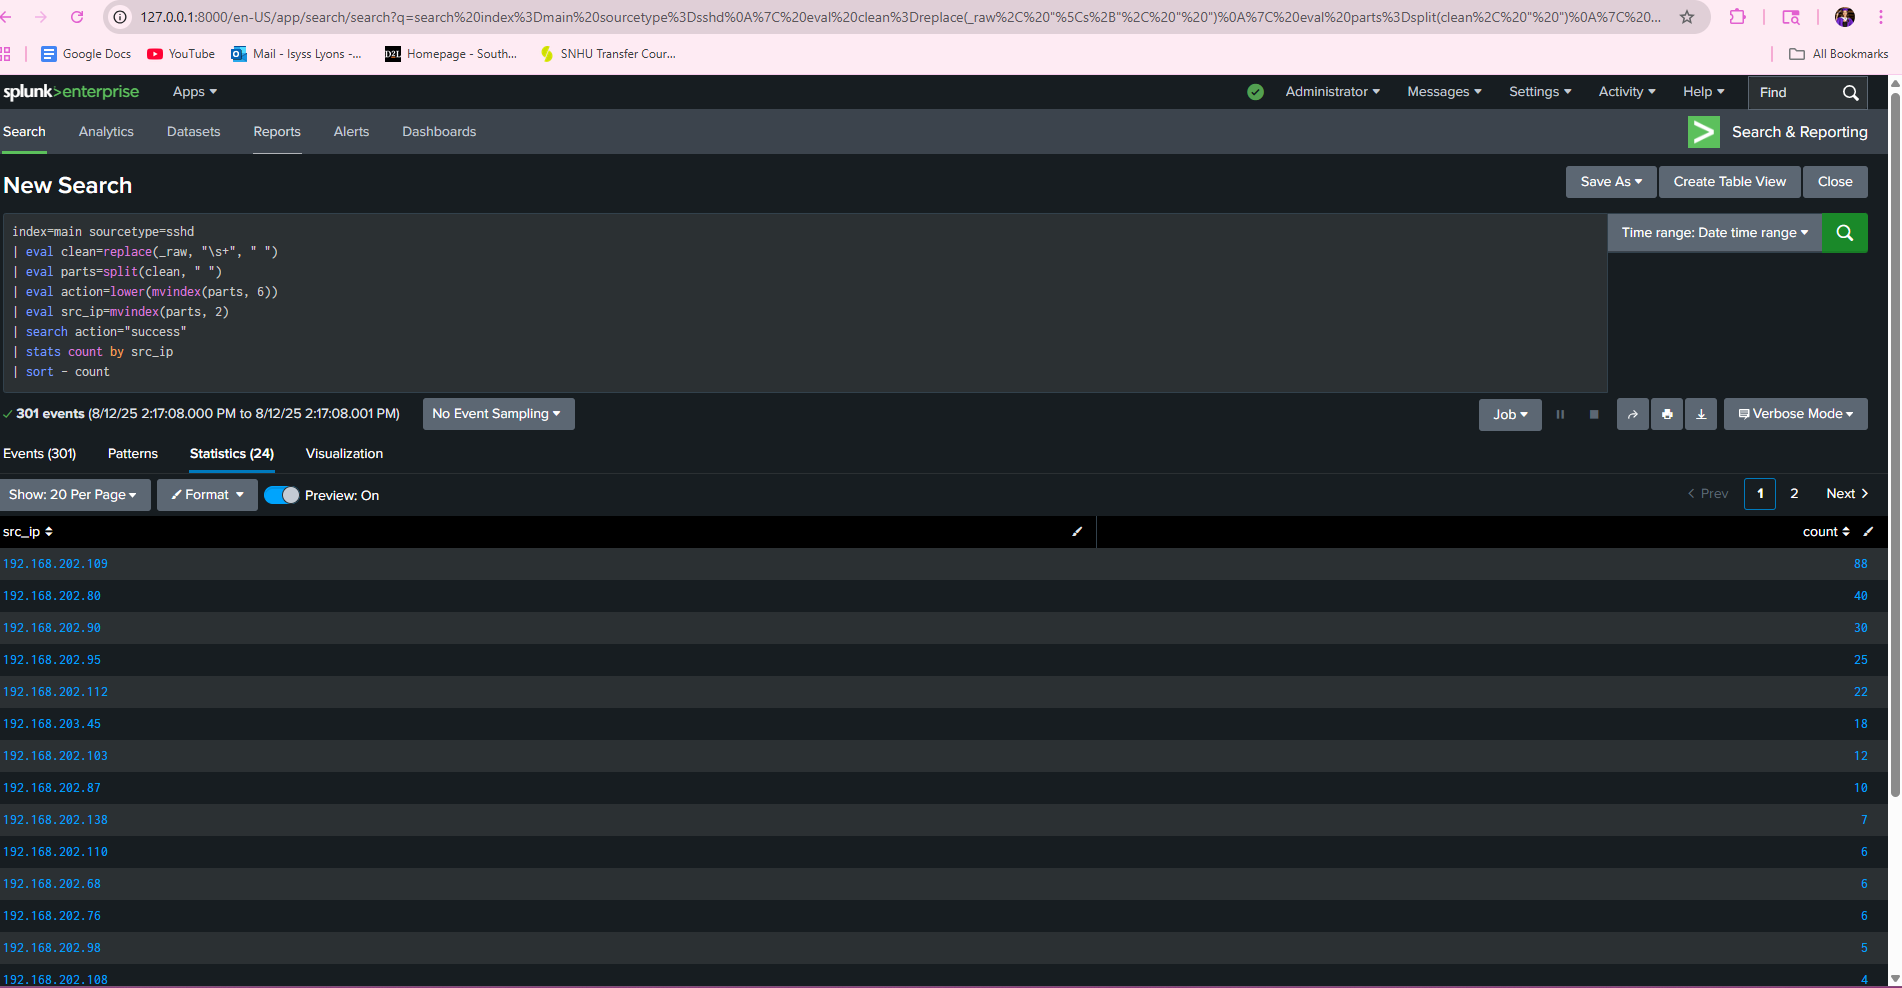 127.0.0.1:8000/en-US/app/search/search?q=search%20index%3Dmain%20sourcetype%3Dsshd%0A%7C%20eval%20clean%3Dreplace(_raw%2C%20"%5Cs%2B"%2C%20"%20")%0A%7C%20eval%20parts%3Dsplit(clean%2C%20"%20")%0A%7C%20...
Google Docs YouTube Mail - Isyss Lyons -... D2L Homepage - South... SNHU Transfer Cour... All Bookmarks
splunk>enterprise Apps Administrator Messages Settings Activity Help Find
Search Analytics Datasets Reports Alerts Dashboards > Search & Reporting
New Search Save As Create Table View Close
index=main sourcetype=sshd Time range: Date time range
| eval clean=replace(_raw, "\s+", " ")
| eval parts=split(clean, " ")
| eval action=lower(mvindex(parts, 6))
| eval src_ip=mvindex(parts, 2)
| search action="success"
| stats count by src_ip
| sort - count
✓ 301 events (8/12/25 2:17:08.000 PM to 8/12/25 2:17:08.001 PM) No Event Sampling Job Verbose Mode
Events (301) Patterns Statistics (24) Visualization
Show: 20 Per Page Format Preview: On < Prev 1 2 Next >
src_ip count
192.168.202.109 88
192.168.202.80 40
192.168.202.90 30
192.168.202.95 25
192.168.202.112 22
192.168.203.45 18
192.168.202.103 12
192.168.202.87 10
192.168.202.138 7
192.168.202.110 6
192.168.202.68 6
192.168.202.76 6
192.168.202.98 5
192.168.202.108 4